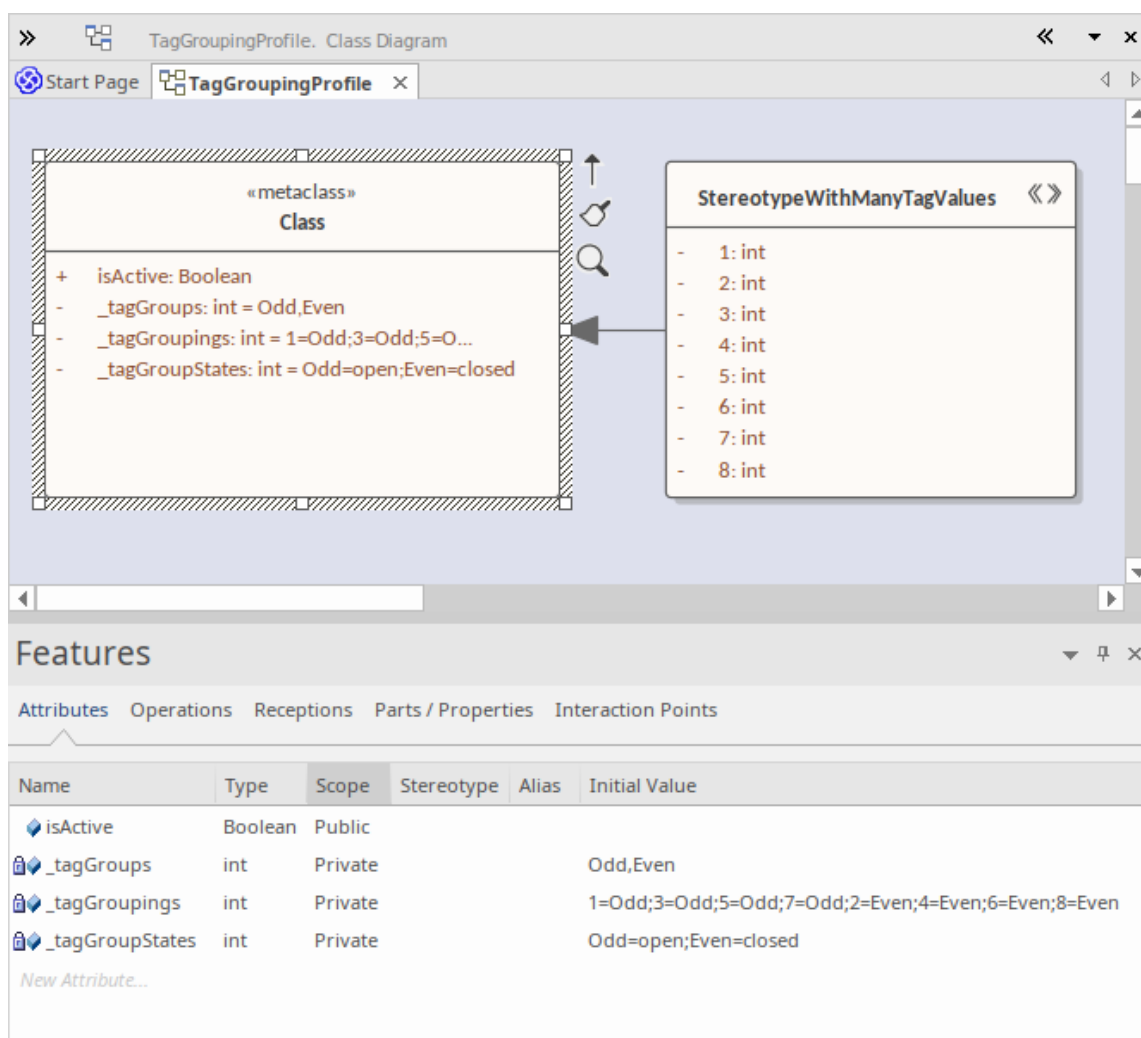 TagGroupingProfile. Class Diagram
Start Page TagGroupingProfile
«metaclass»
Class
+ isActive: Boolean
- _tagGroups: int = Odd,Even
- _tagGroupings: int = 1=Odd;3=Odd;5=O...
- _tagGroupStates: int = Odd=open;Even=closed
StereotypeWithManyTagValues «»
- 1: int
- 2: int
- 3: int
- 4: int
- 5: int
- 6: int
- 7: int
- 8: int
Features
Attributes Operations Receptions Parts / Properties Interaction Points
Name Type Scope Stereotype Alias Initial Value
isActive Boolean Public
_tagGroups int Private Odd,Even
_tagGroupings int Private 1=Odd;3=Odd;5=Odd;7=Odd;2=Even;4=Even;6=Even;8=Even
_tagGroupStates int Private Odd=open;Even=closed
New Attribute...